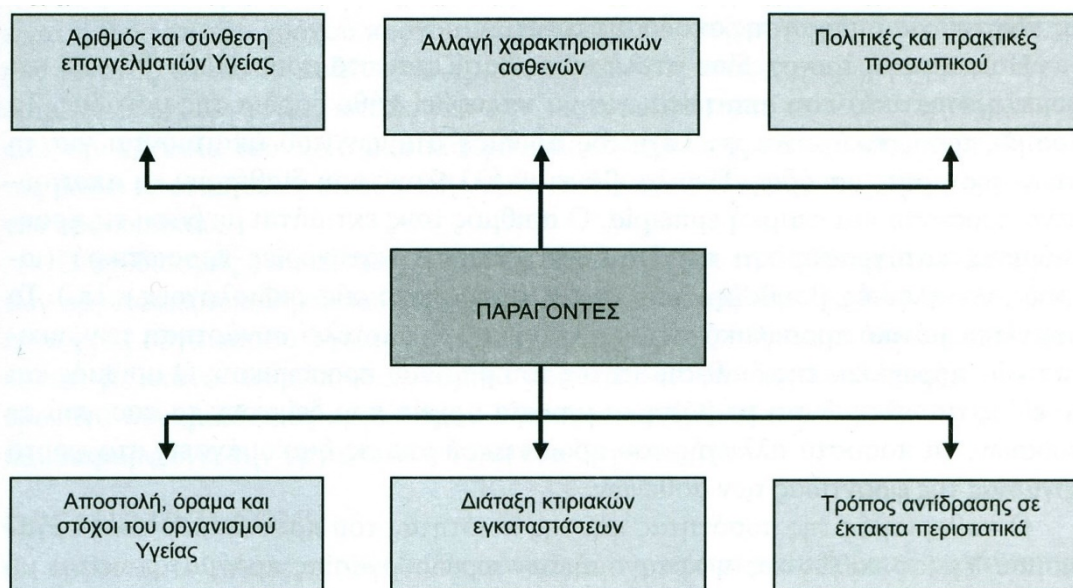 Αριθμός και σύνθεση
επαγγελματιών Υγείας
Αλλαγή χαρακτηριστικών
ασθενών
Πολιτικές και πρακτικές
προσωπικού
ΠΑΡΑΓΟΝΤΕΣ
Αποστολή, όραμα και
στόχοι του οργανισμού
Υγείας
Διάταξη κτιριακών
εγκαταστάσεων
Τρόπος αντίδρασης σε
έκτακτα περιστατικά